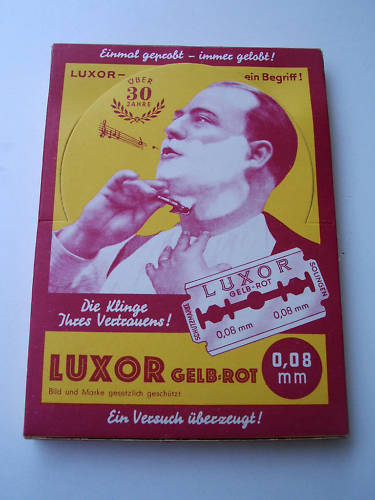 Einmal geprobt – immer gelobt!
LUXOR– ein Begriff!
ÜBER
30
JAHRE
LUXOR
GELB-ROT
SCHUTZMARKE
SOLINGEN
0,08 mm 0,08 mm
Die Klinge
Ihres Vertrauens!
LUXOR GELB-ROT
0,08
mm
Bild und Marke gesetzlich geschützt
Ein Versuch überzeugt!